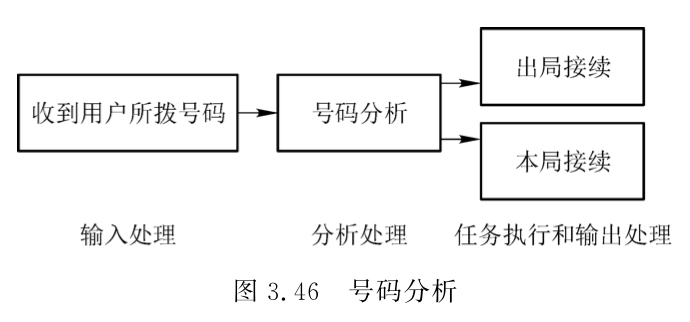 出局接续
收到用户所拨号码
号码分析
本局接续
输入处理
分析处理
任务执行和输出处理
图 3.46 号码分析